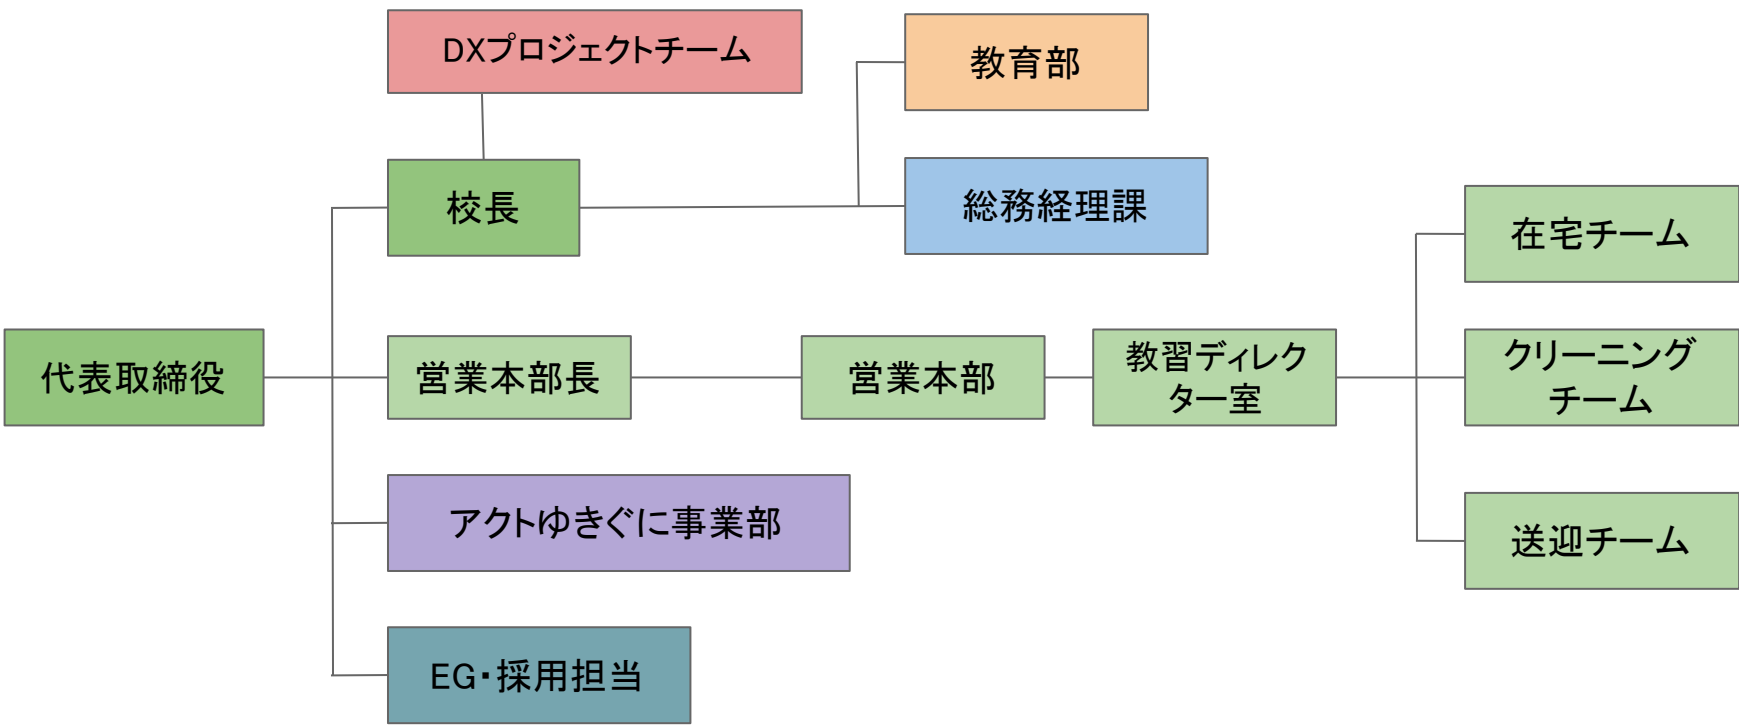 DXプロジェクトチーム
教育部
校長
総務経理課
在宅チーム
代表取締役
営業本部長
営業本部
教習ディレク
ター室
クリーニング
チーム
アクトゆきぐに事業部
送迎チーム
EG・採用担当